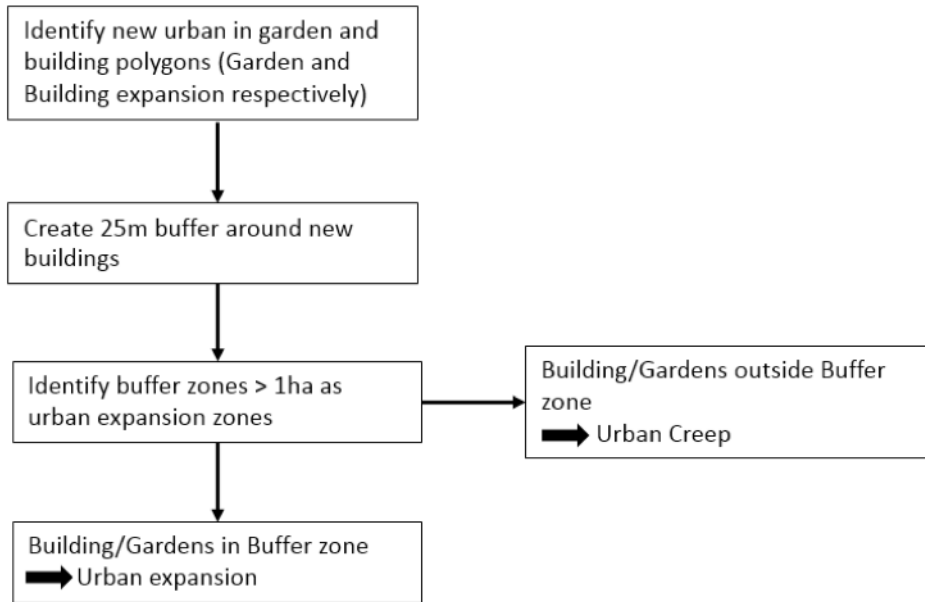 Identify new urban in garden and
building polygons (Garden and
Building expansion respectively)
Create 25m buffer around new
buildings
Identify buffer zones > 1ha as
urban expansion zones
Building/Gardens outside Buffer
zone
Urban Creep
Building/Gardens in Buffer zone
Urban expansion